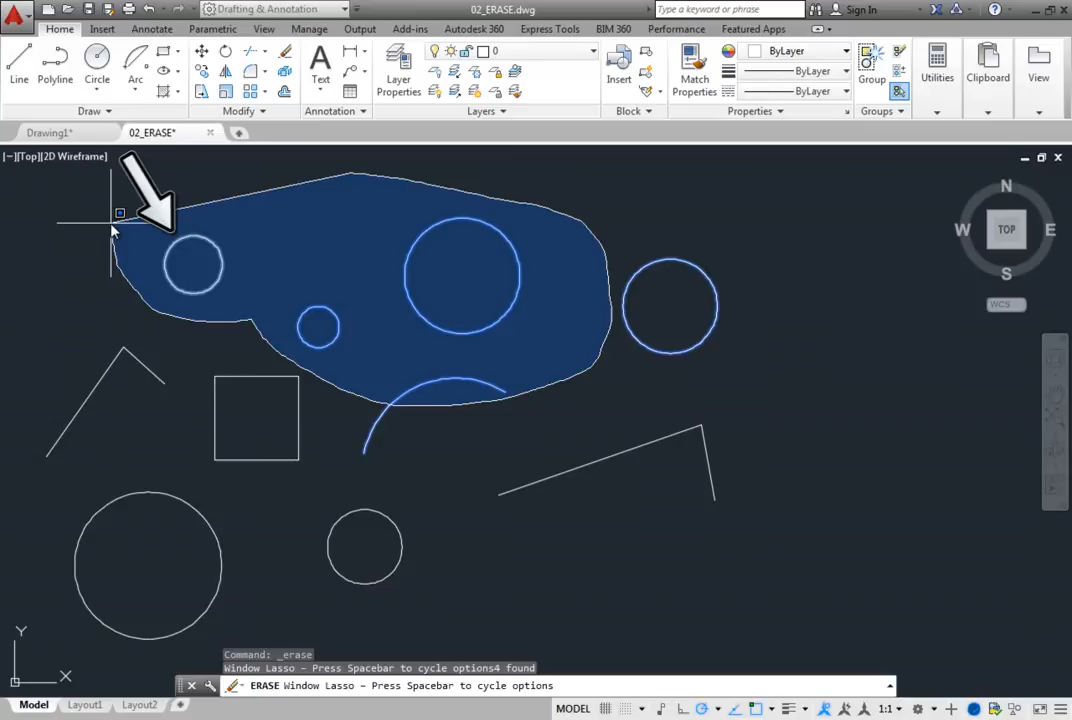 Drafting & Annotation
02_ERASE.dwg
Type a keyword or phrase
Sign In
Home Insert Annotate Parametric View Manage Output Add-ins Autodesk 360 Express Tools BIM 360 Performance Featured Apps
Line Polyline Circle Arc
Text
Layer
Properties
0
Insert
Match
Properties
ByLayer
ByLayer
ByLayer
Group
Utilities
Clipboard
View
Draw Modify Annotation Layers Block Properties Groups
Drawing1* 02_ERASE*
[−][Top][2D Wireframe]
N
W TOP E
S
WCS
Y
X
Command: _erase
Window Lasso - Press Spacebar to cycle options4 found
ERASE Window Lasso - Press Spacebar to cycle options
Model Layout1 Layout2
MODEL 1:1